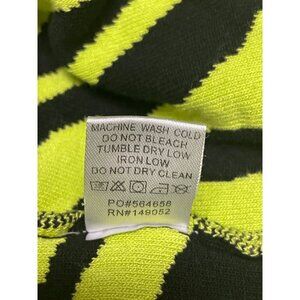 MACHINE WASH COLD
DO NOT BLEACH
TUMBLE DRY LOW
IRON LOW
DO NOT DRY CLEAN
PO#564658
RN#149052